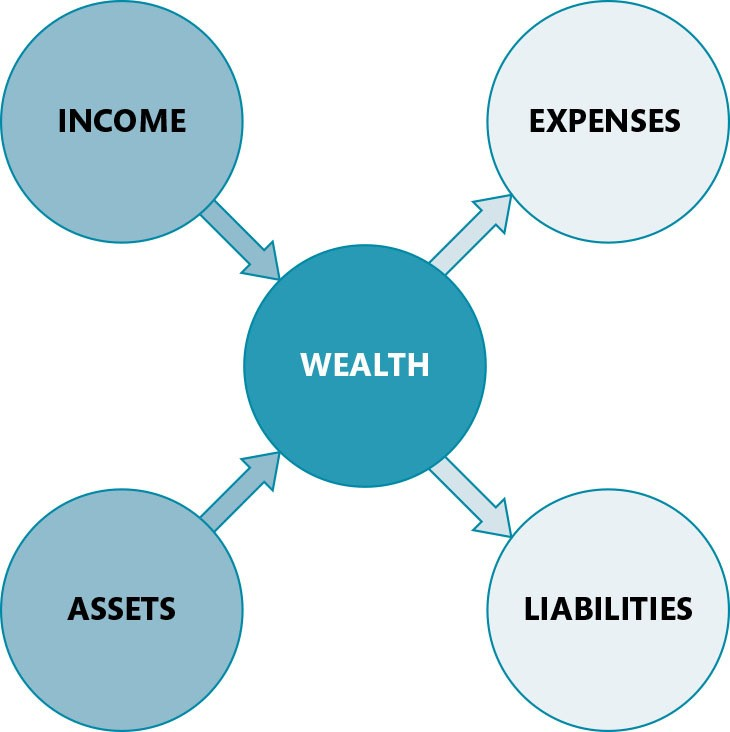 INCOME
EXPENSES
WEALTH
ASSETS
LIABILITIES